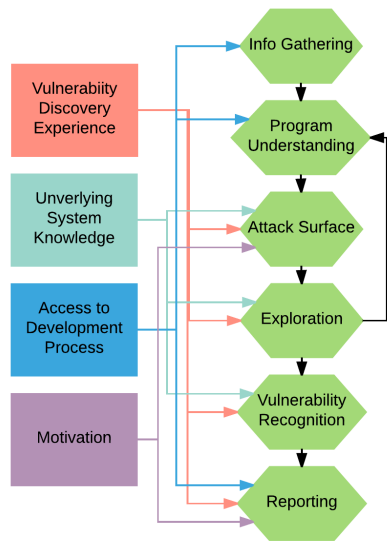 Vulnerabiity
Discovery
Experience
Unverlying
System
Knowledge
Access to
Development
Process
Motivation
Info Gathering
Program
Understanding
Attack Surface
Exploration
Vulnerability
Recognition
Reporting